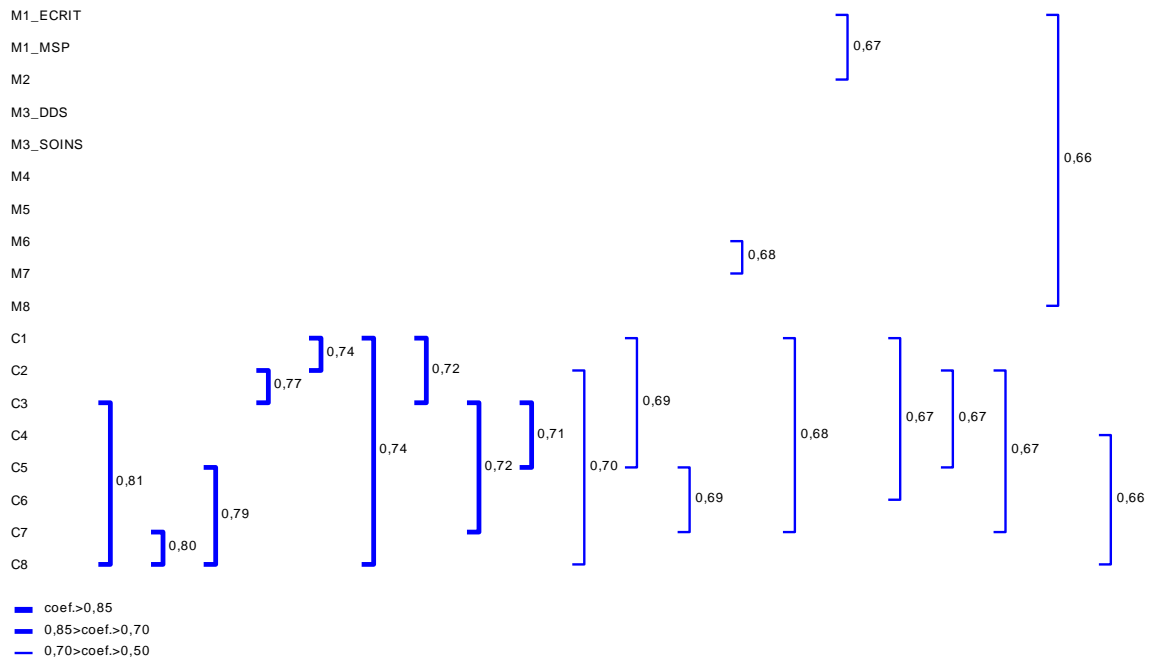 M1_ECRIT
M1_MSP
0,67
M2
M3_DDS
M3_SOINS
0,66
M4
M5
M6
0,68
M7
M8
C1
0,74
0,72
C2
0,77
C3
0,69
0,67
0,67
C4
0,71
0,68
0,74
0,67
C5
0,72
0,70
0,81
C6
0,69
0,66
0,79
C7
0,80
C8
coef.>0,85
0,85>coef.>0,70
0,70>coef.>0,50